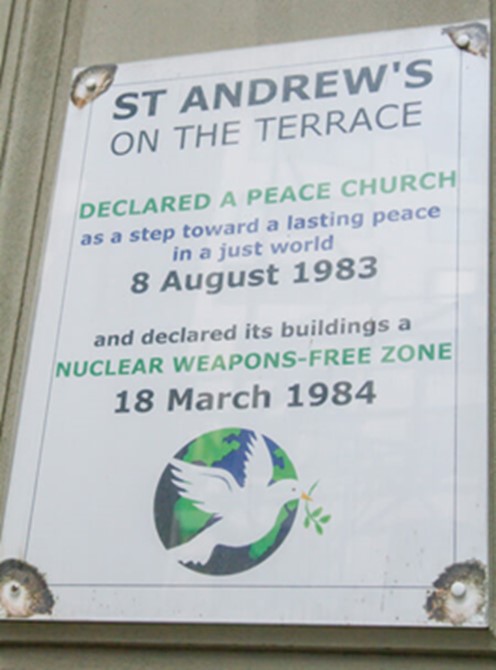 ST ANDREW'S
ON THE TERRACE
DECLARED A PEACE CHURCH
as a step toward a lasting peace
in a just world
8 August 1983
and declared its buildings a
NUCLEAR WEAPONS-FREE ZONE
18 March 1984